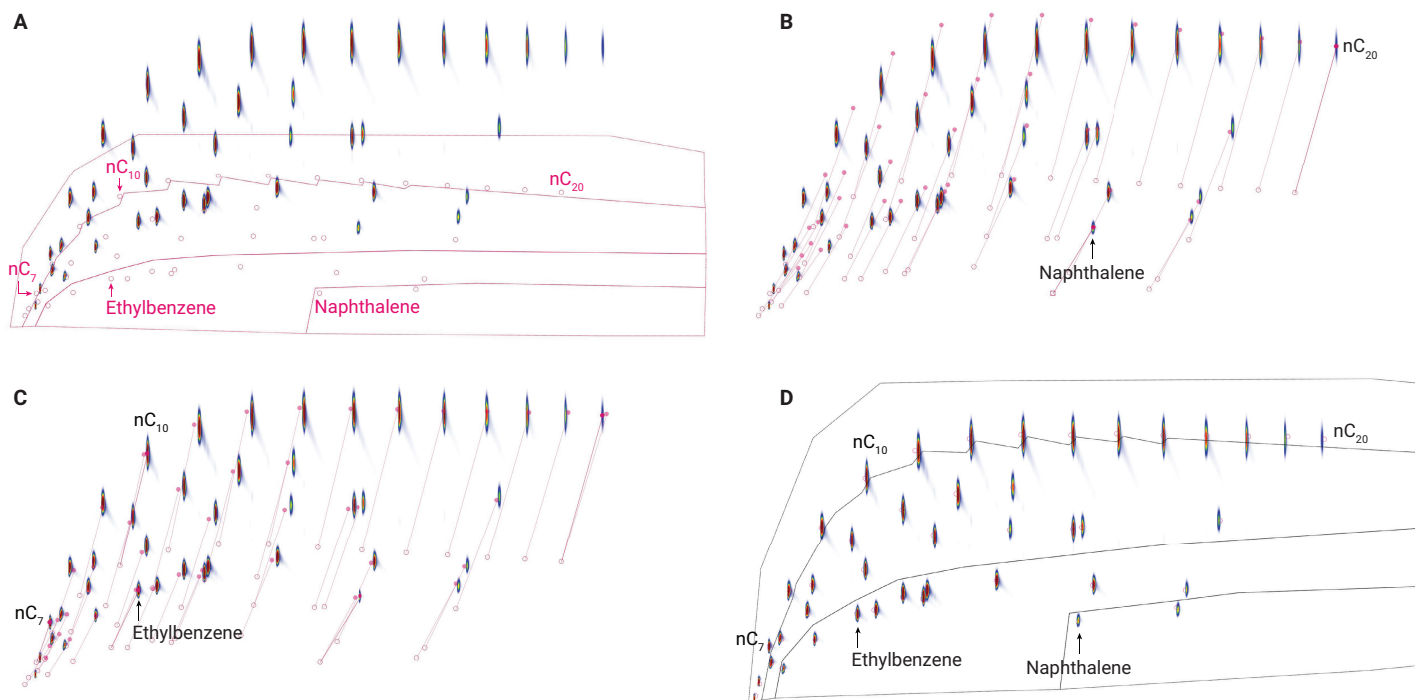 A
nC10
nC20
nC7
Ethylbenzene
Naphthalene
B
nC20
Naphthalene
C
nC10
nC7
Ethylbenzene
D
nC10
nC20
nC7
Ethylbenzene
Naphthalene